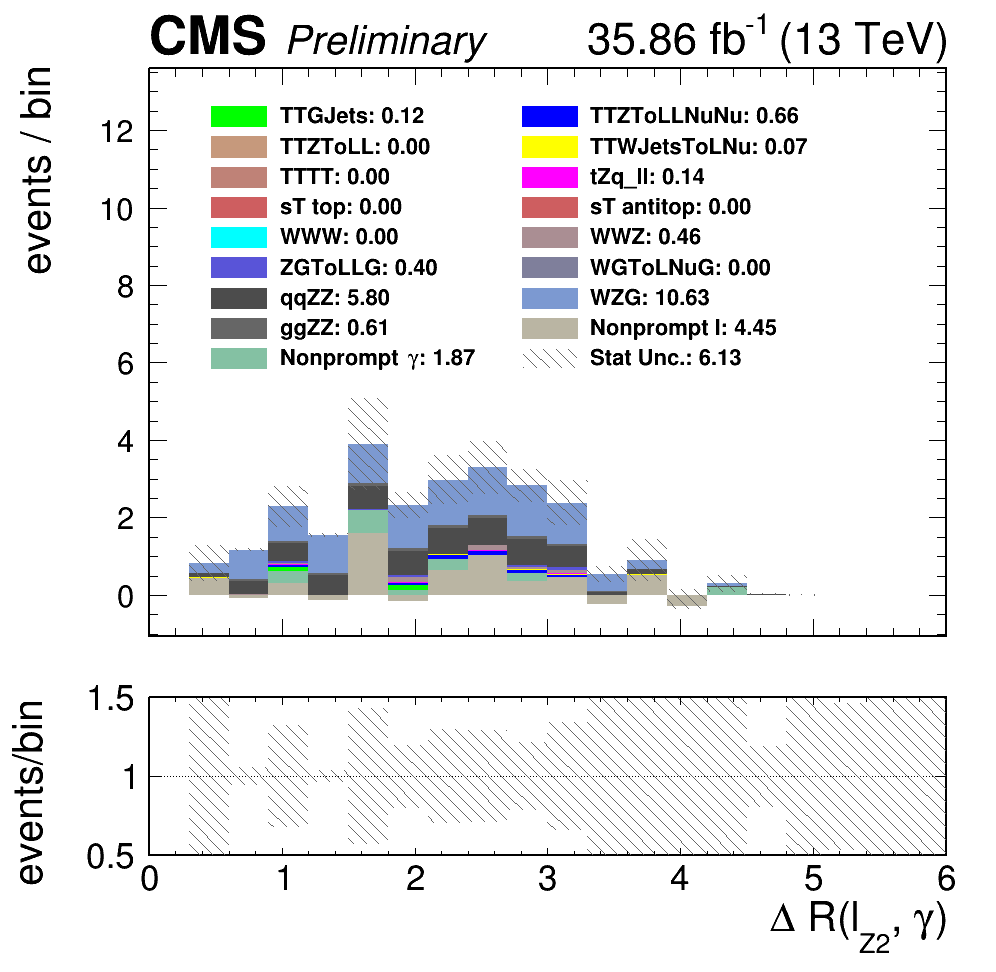 CMS Preliminary 35.86 fb-1 (13 TeV)
events / bin
12
10
8
6
4
2
0
TTGJets: 0.12
TTZToLLNuNu: 0.66
TTZToLL: 0.00
TTWJetsToLNu: 0.07
TTTT: 0.00
tZq_ll: 0.14
sT top: 0.00
sT antitop: 0.00
WWW: 0.00
WWZ: 0.46
ZGToLLG: 0.40
WGToLNuG: 0.00
qqZZ: 5.80
WZG: 10.63
ggZZ: 0.61
Nonprompt l: 4.45
Nonprompt γ: 1.87
Stat Unc.: 6.13
events/bin
1.5
1
0.5
0 1 2 3 4 5 6
Δ R(lZ2, γ)